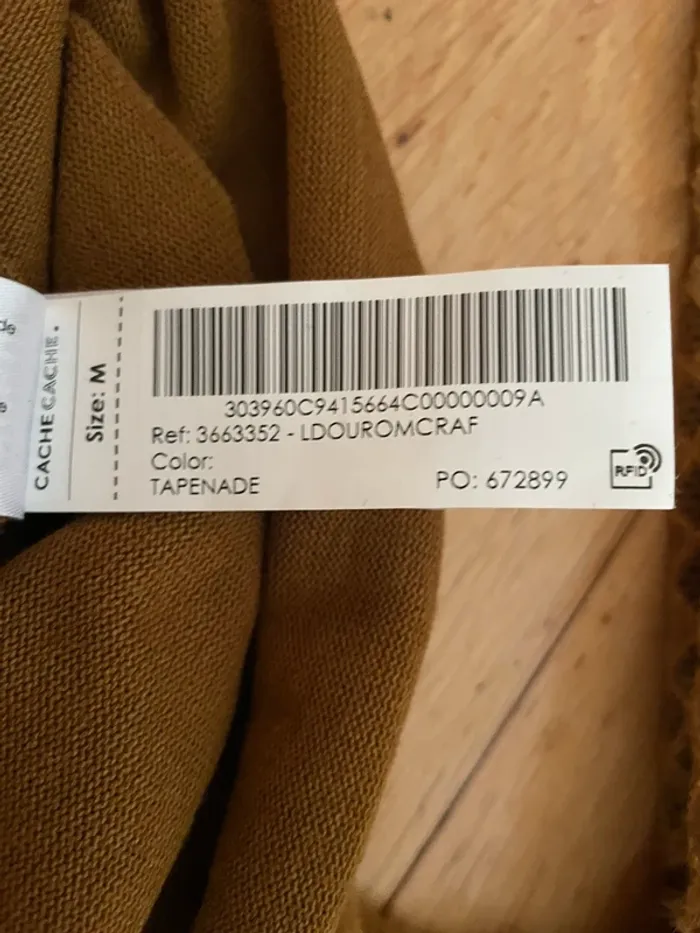 CACHE CACHE.
Size: M
303960C9415664C00000009A
Ref: 3663352 - LDOUROMCRAF
Color:
TAPENADE
PO: 672899
RFID